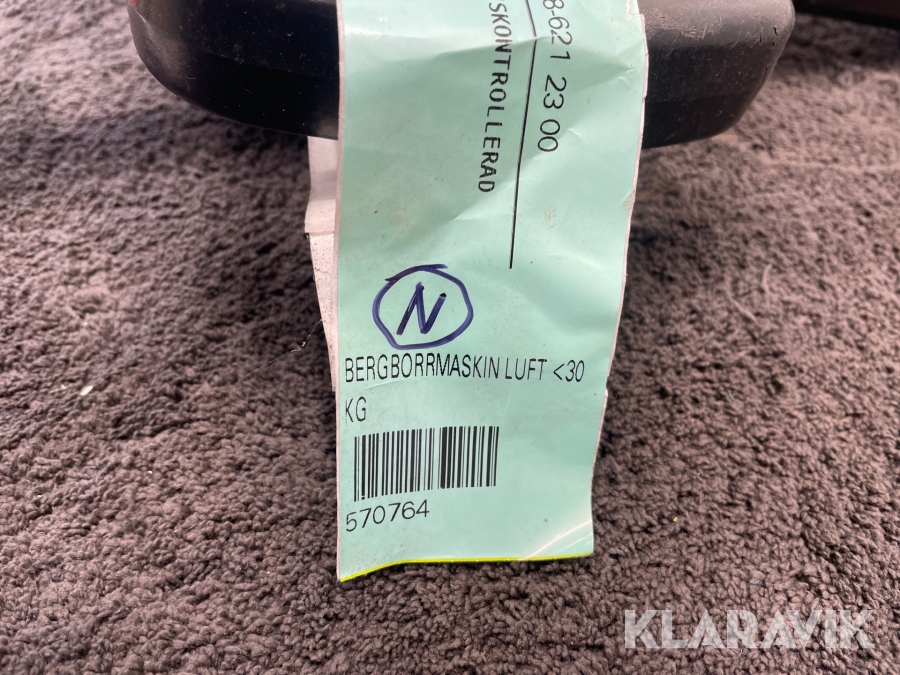 8-621 23 00
SKONTROLLERAD
N
BERGBORRMASKIN LUFT <30
KG
570764
KLARAVIK